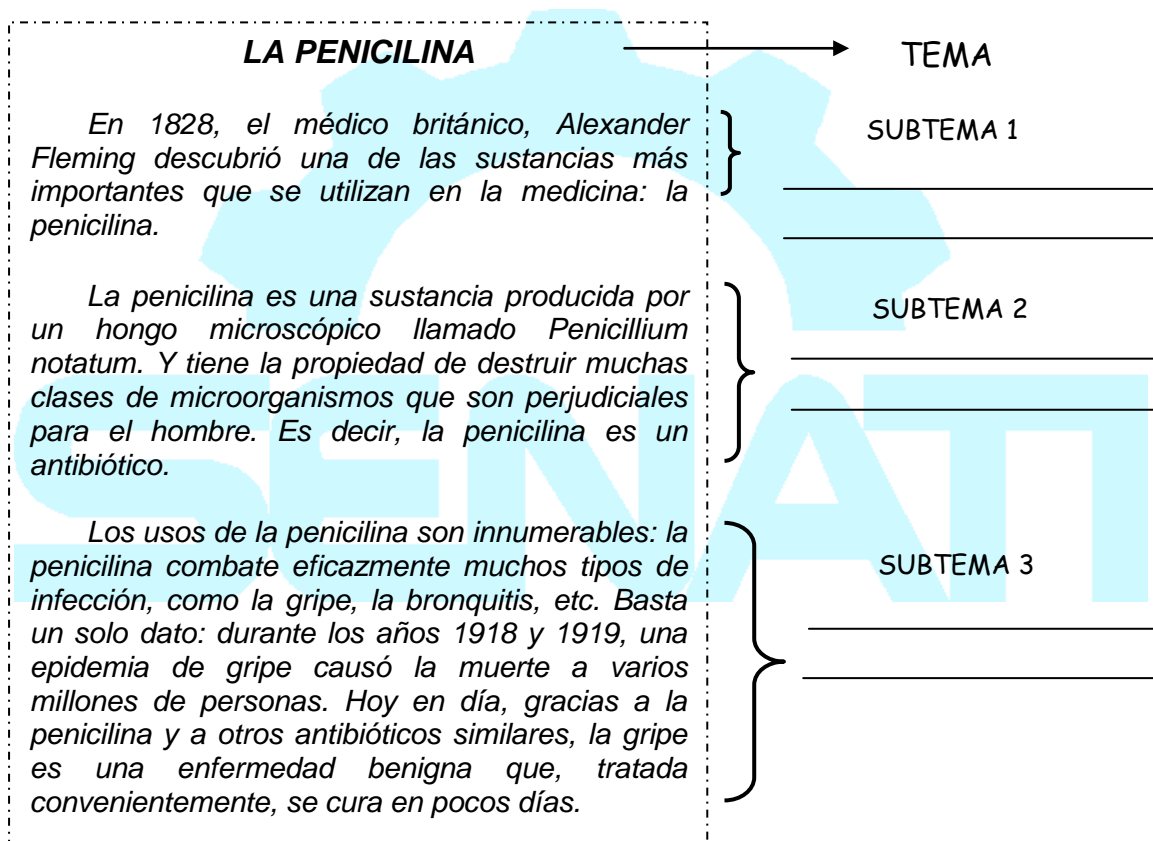 LA PENICILINA
TEMA
En 1828, el médico británico, Alexander
Fleming descubrió una de las sustancias más
importantes que se utilizan en la medicina: la
penicilina.
SUBTEMA 1
La penicilina es una sustancia producida por
un hongo microscópico llamado Penicillium
notatum. Y tiene la propiedad de destruir muchas
clases de microorganismos que son perjudiciales
para el hombre. Es decir, la penicilina es un
antibiótico.
SUBTEMA 2
Los usos de la penicilina son innumerables: la
penicilina combate eficazmente muchos tipos de
infección, como la gripe, la bronquitis, etc. Basta
un solo dato: durante los años 1918 y 1919, una
epidemia de gripe causó la muerte a varios
millones de personas. Hoy en día, gracias a la
penicilina y a otros antibióticos similares, la gripe
es una enfermedad benigna que, tratada
convenientemente, se cura en pocos días.
SUBTEMA 3
SENATI